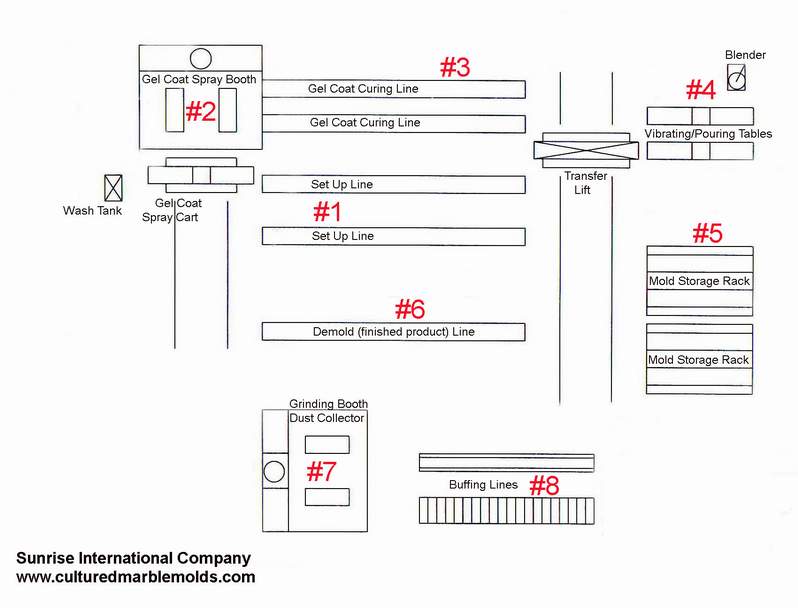 Blender
#3
Gel Coat Spray Booth
Gel Coat Curing Line
#4
#2
Gel Coat Curing Line
Vibrating/Pouring Tables
Transfer
Lift
Set Up Line
Wash Tank
Gel Coat
Spray Cart
#1
Set Up Line
#5
Mold Storage Rack
#6
Demold (finished product) Line
Mold Storage Rack
Grinding Booth
Dust Collector
#7
Buffing Lines
#8
Sunrise International Company
www.culturedmarblemolds.com